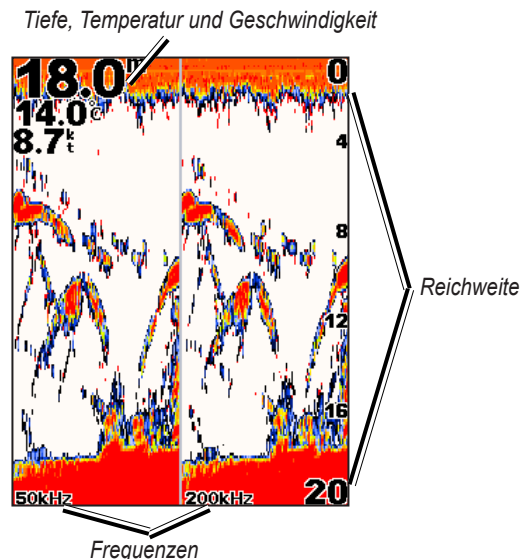 Tiefe, Temperatur und Geschwindigkeit
18.0 m
0
14.0°C
8.7 kt
4
8
Reichweite
12
16
20
50kHz
200kHz
Frequenzen